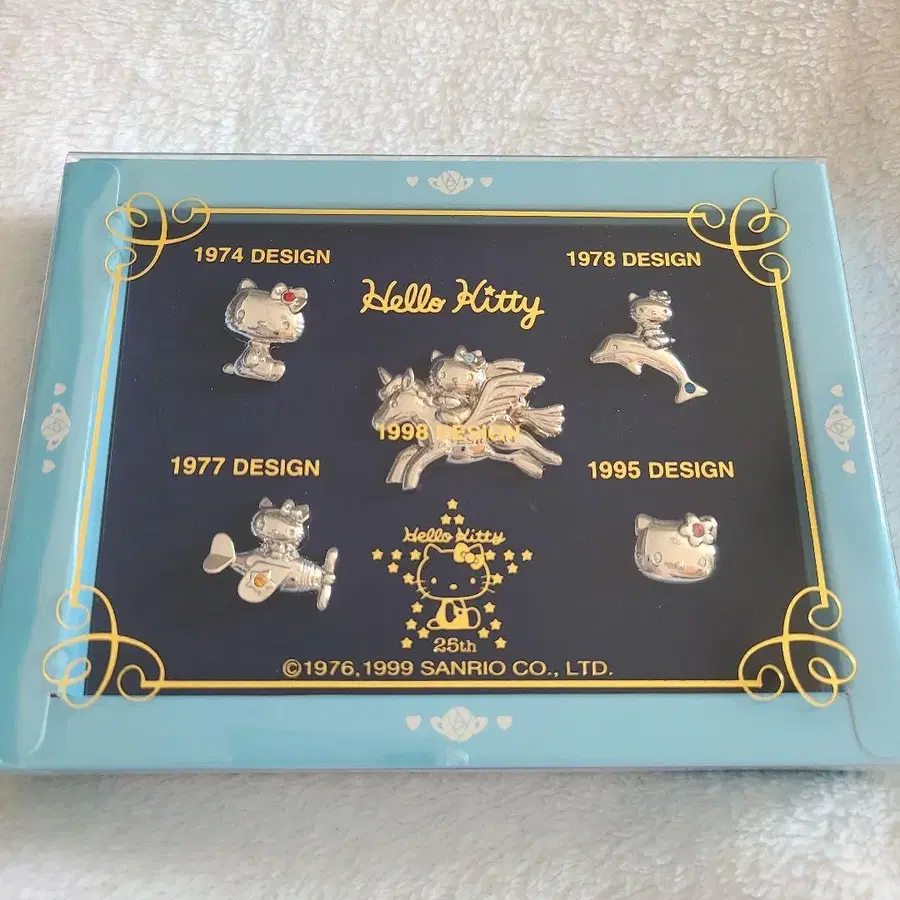 1974 DESIGN
1978 DESIGN
Hello Kitty
1998 DESIGN
1977 DESIGN
1995 DESIGN
Hello Kitty
25th
©1976,1999 SANRIO CO., LTD.